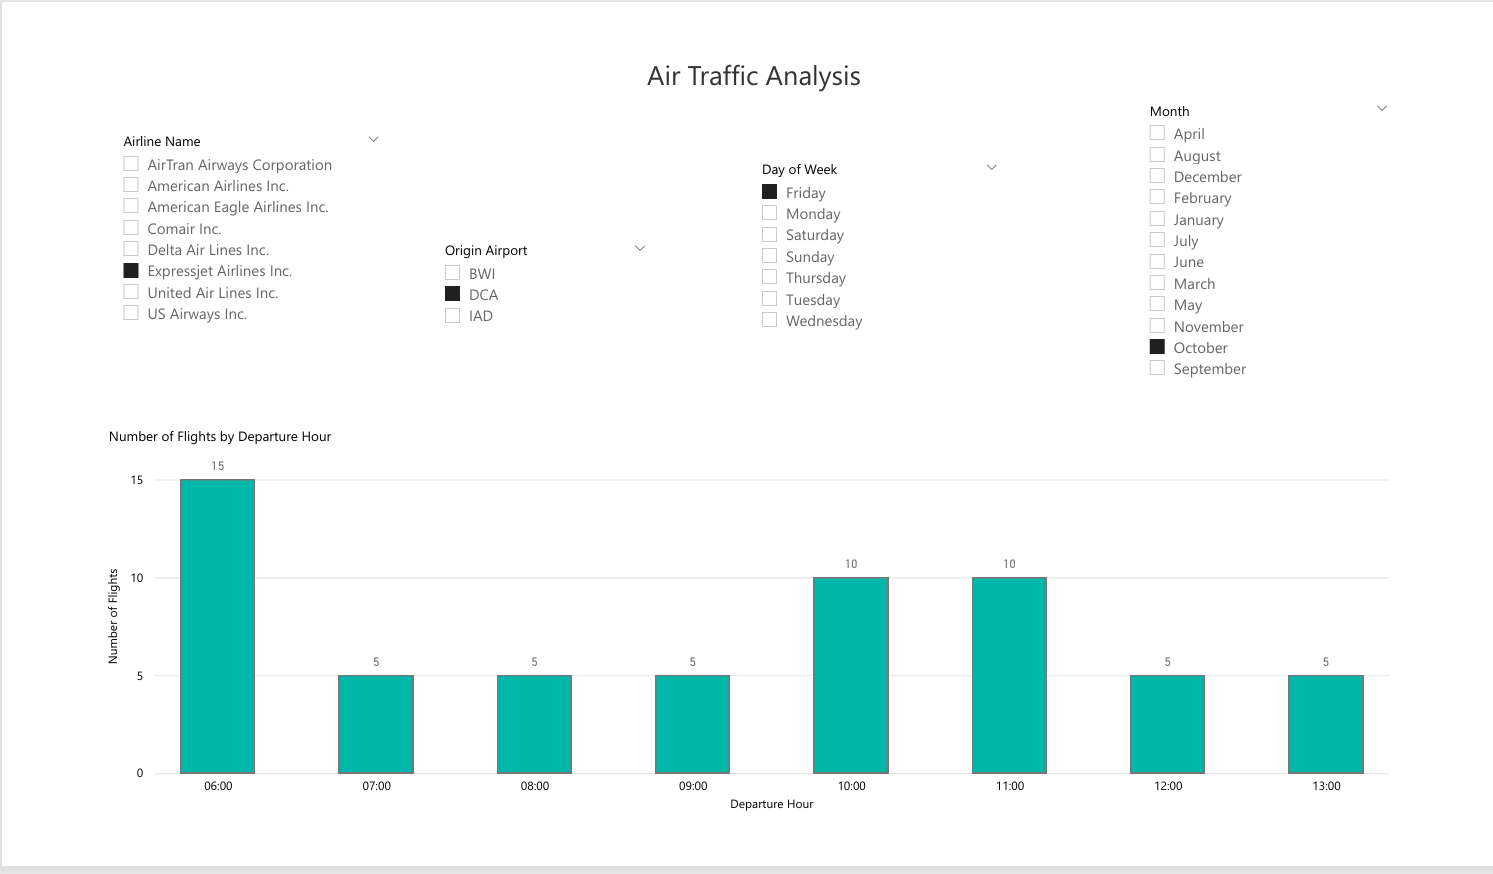 Air Traffic Analysis
Airline Name
AirTran Airways Corporation
American Airlines Inc.
American Eagle Airlines Inc.
Comair Inc.
Delta Air Lines Inc.
Expressjet Airlines Inc.
United Air Lines Inc.
US Airways Inc.
Origin Airport
BWI
DCA
IAD
Day of Week
Friday
Monday
Saturday
Sunday
Thursday
Tuesday
Wednesday
Month
April
August
December
February
January
July
June
March
May
November
October
September
Number of Flights by Departure Hour
15
5
5
5
10
10
5
5
15
10
5
0
Number of Flights
06:00 07:00 08:00 09:00 10:00 11:00 12:00 13:00
Departure Hour